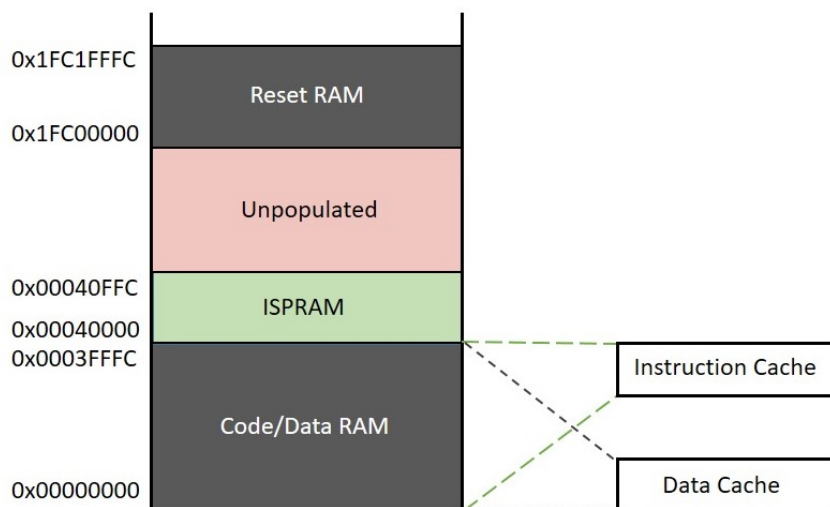 0x1FC1FFFC
Reset RAM
0x1FC00000
Unpopulated
0x00040FFC
ISPRAM
0x00040000
0x0003FFFC
Instruction Cache
Code/Data RAM
Data Cache
0x00000000